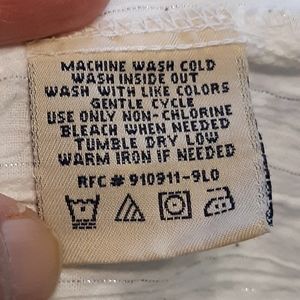 MACHINE WASH COLD
WASH INSIDE OUT
WASH WITH LIKE COLORS
GENTLE CYCLE
USE ONLY NON-CHLORINE
BLEACH WHEN NEEDED
TUMBLE DRY LOW
WARM IRON IF NEEDED
RFC # 910911-9L0